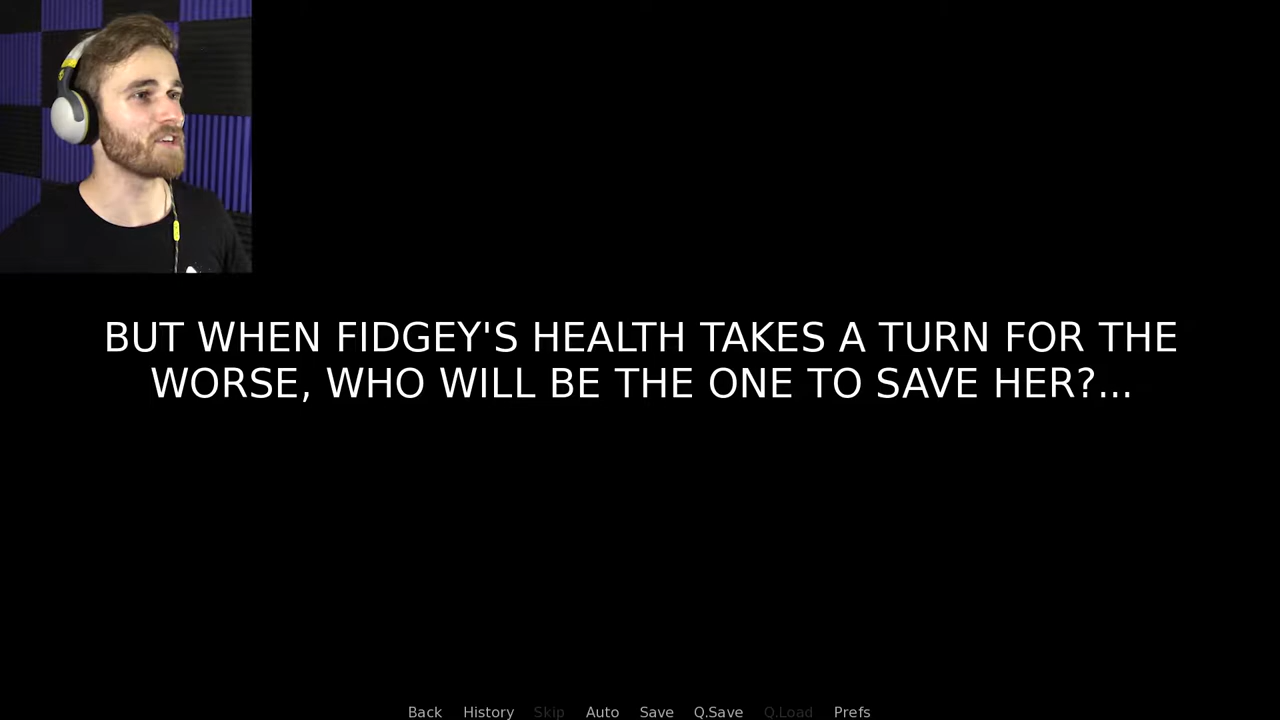 BUT WHEN FIDGEY'S HEALTH TAKES A TURN FOR THE
WORSE, WHO WILL BE THE ONE TO SAVE HER?...
Back History Skip Auto Save Q.Save Q.Load Prefs